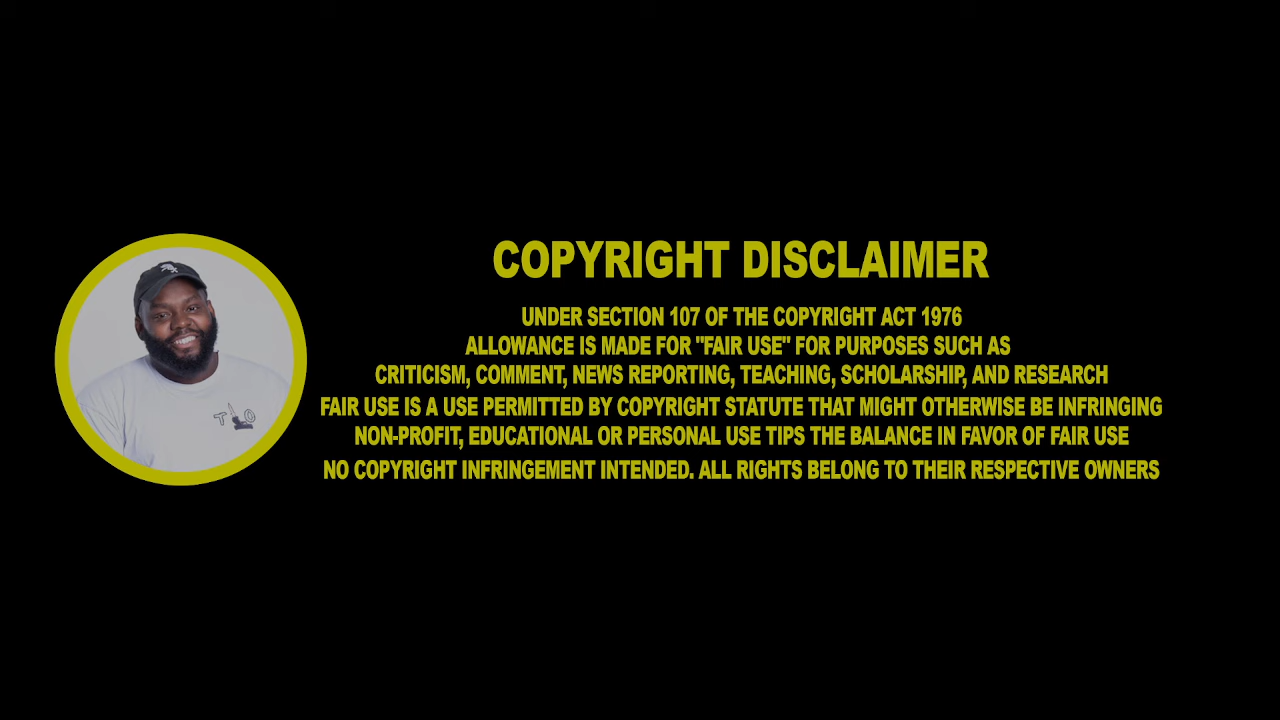 COPYRIGHT DISCLAIMER
UNDER SECTION 107 OF THE COPYRIGHT ACT 1976
ALLOWANCE IS MADE FOR "FAIR USE" FOR PURPOSES SUCH AS
CRITICISM, COMMENT, NEWS REPORTING, TEACHING, SCHOLARSHIP, AND RESEARCH
FAIR USE IS A USE PERMITTED BY COPYRIGHT STATUTE THAT MIGHT OTHERWISE BE INFRINGING
NON-PROFIT, EDUCATIONAL OR PERSONAL USE TIPS THE BALANCE IN FAVOR OF FAIR USE
NO COPYRIGHT INFRINGEMENT INTENDED. ALL RIGHTS BELONG TO THEIR RESPECTIVE OWNERS